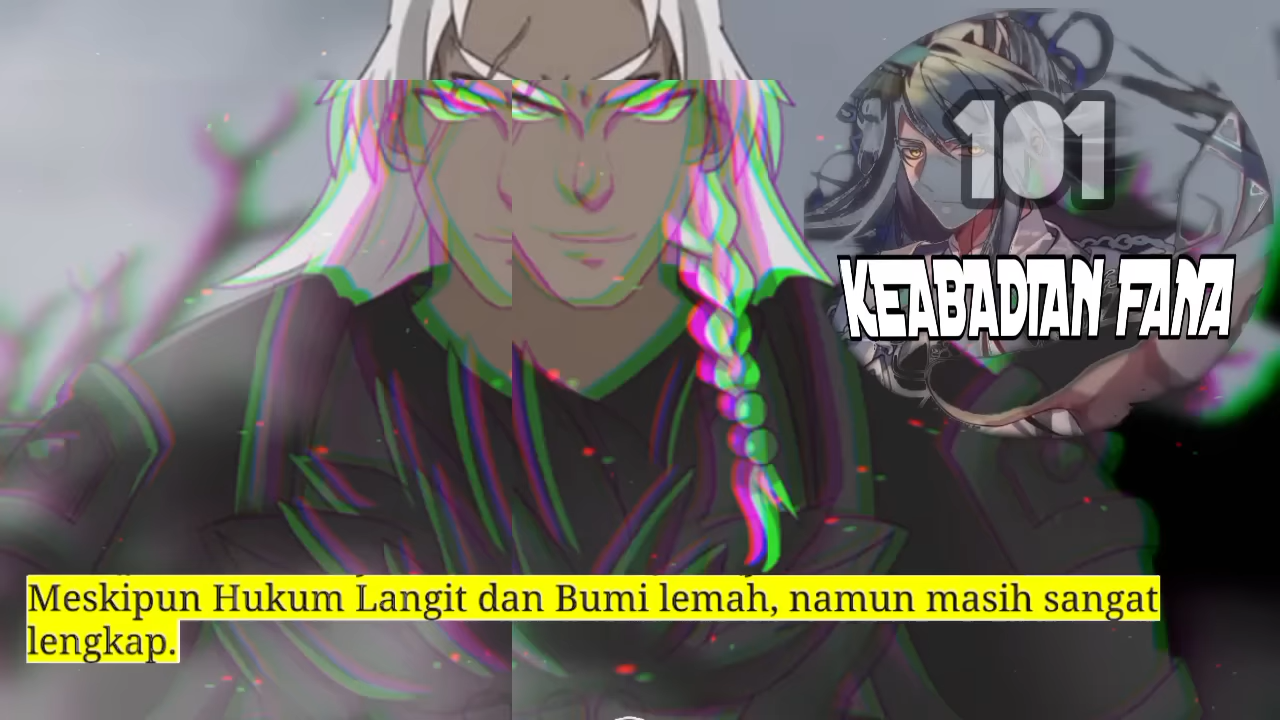 101
KEABADIAN FANA
Meskipun Hukum Langit dan Bumi lemah, namun masih sangat
lengkap.